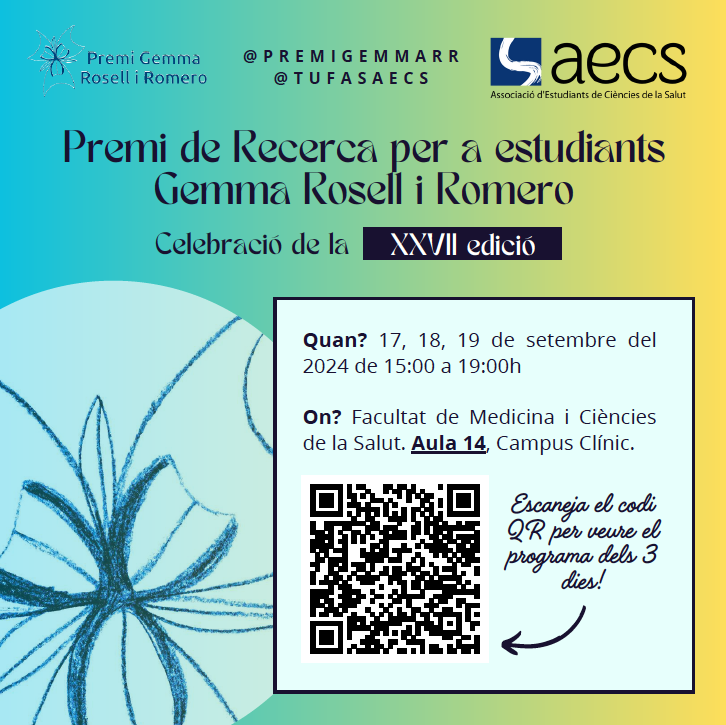 Premi Gemma
Rosell i Romero
@PREMIGEMMARR
@TUFASAECS
aecs
Associació d'Estudiants de Ciències de la Salut
Premi de Recerca per a estudiants
Gemma Rosell i Romero
Celebració de la XXVII edició
Quan? 17, 18, 19 de setembre del
2024 de 15:00 a 19:00h
On? Facultat de Medicina i Ciències
de la Salut. Aula 14, Campus Clínic.
Escaneja el codi
QR per veure el
programa dels 3
dies!